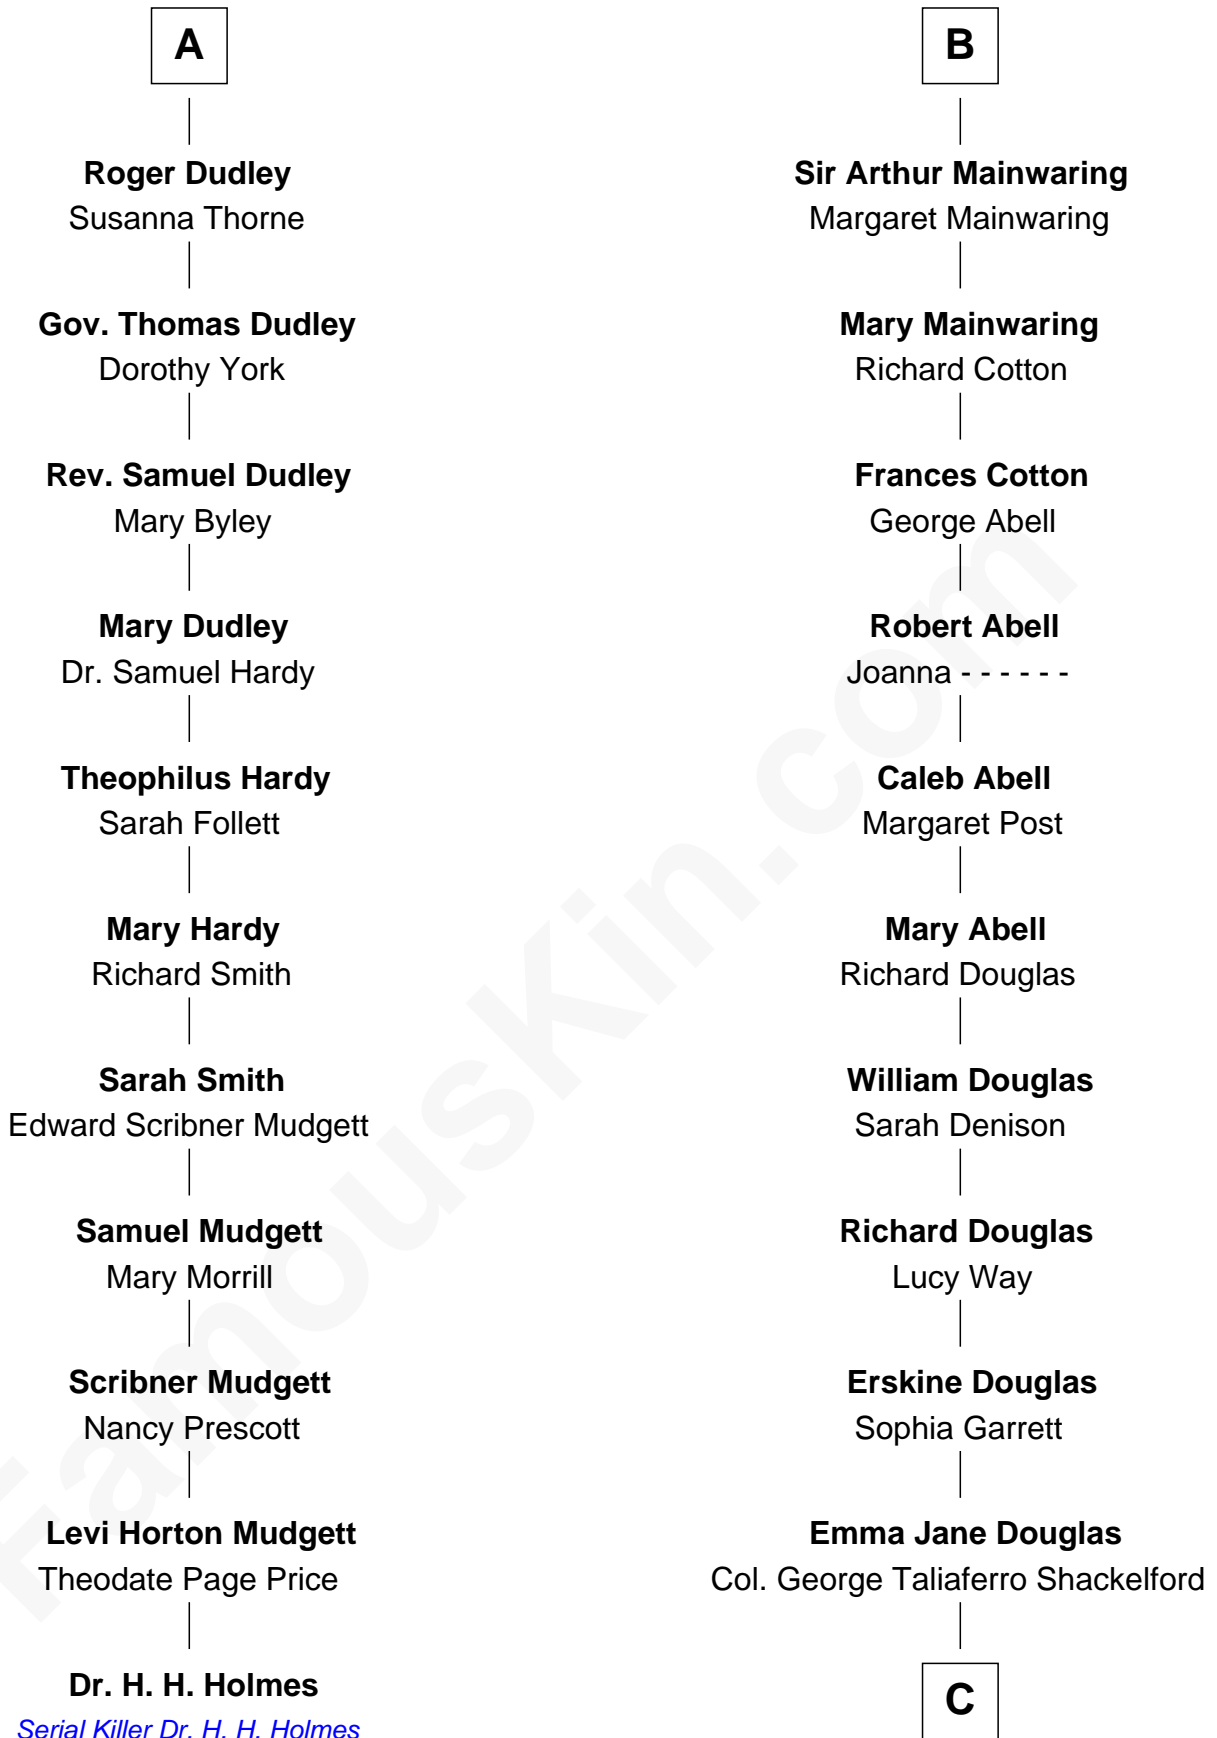 A
Roger Dudley
Susanna Thorne
Gov. Thomas Dudley
Dorothy York
Rev. Samuel Dudley
Mary Byley
Mary Dudley
Dr. Samuel Hardy
Theophilus Hardy
Sarah Follett
Mary Hardy
Richard Smith
Sarah Smith
Edward Scribner Mudgett
Samuel Mudgett
Mary Morrill
Scribner Mudgett
Nancy Prescott
Levi Horton Mudgett
Theodate Page Price
Dr. H. H. Holmes
Serial Killer Dr. H. H. Holmes
B
Sir Arthur Mainwaring
Margaret Mainwaring
Mary Mainwaring
Richard Cotton
Frances Cotton
George Abell
Robert Abell
Joanna - - - - - -
Caleb Abell
Margaret Post
Mary Abell
Richard Douglas
William Douglas
Sarah Denison
Richard Douglas
Lucy Way
Erskine Douglas
Sophia Garrett
Emma Jane Douglas
Col. George Taliaferro Shackelford
C
FamousKin.com